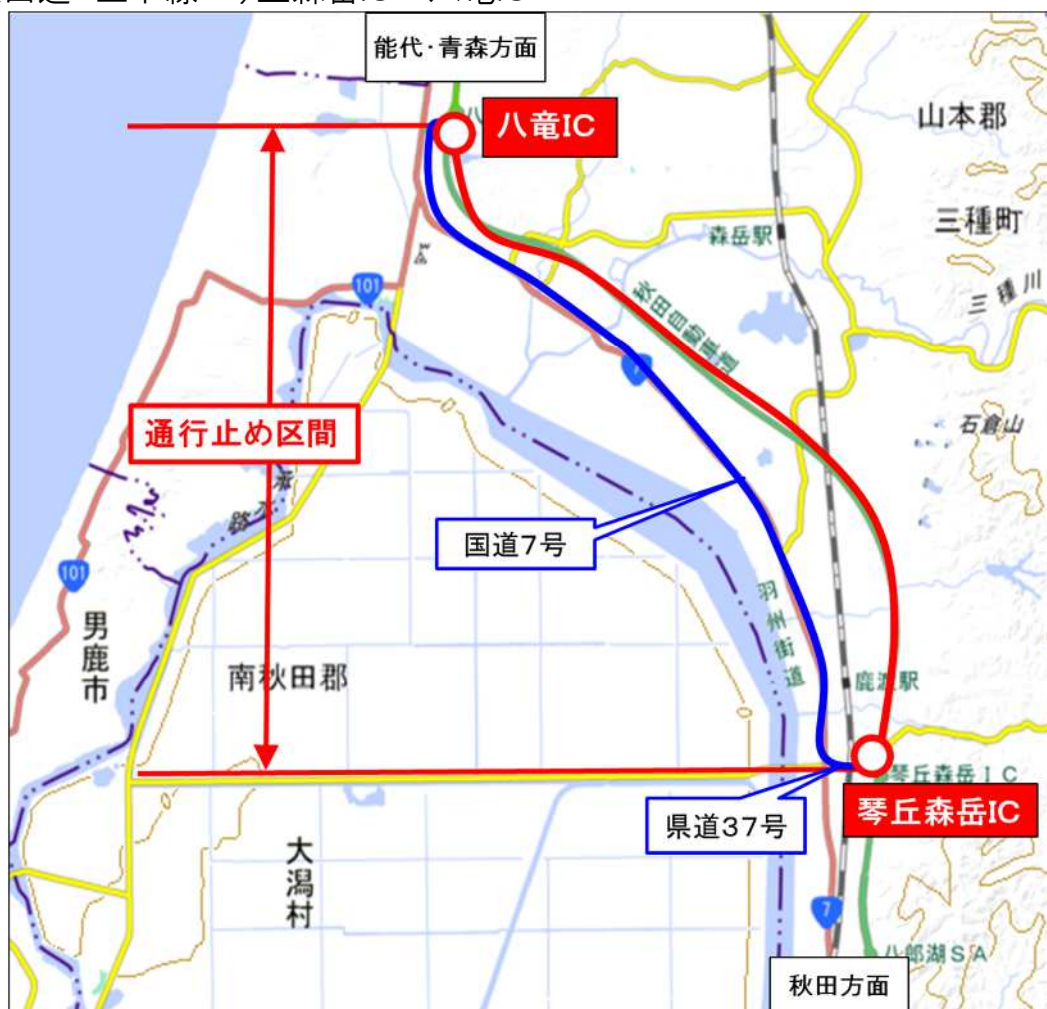 能代・青森方面
八竜IC
山本郡
三種町
森岳駅
三種川
101
秋田自動車道
7
通行止め区間
石倉山
国道7号
101
羽州街道
男鹿市
南秋田郡
鹿渡駅
琴丘森岳IC
県道37号
琴丘森岳IC
大潟村
7
八郎湖SA
秋田方面